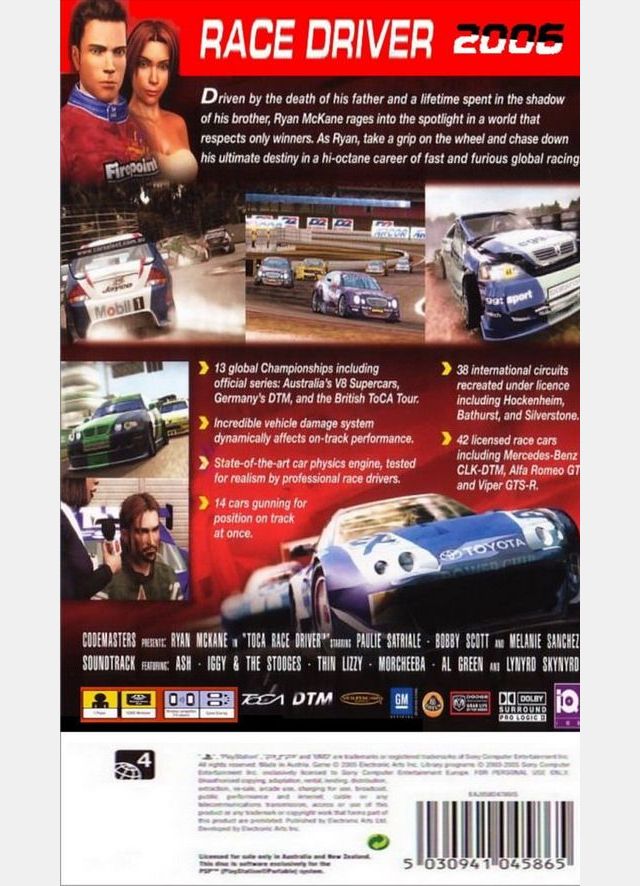 RACE DRIVER 2006
Driven by the death of his father and a lifetime spent in the shadow
of his brother, Ryan McKane rages into the spotlight in a world that
respects only winners. As Ryan, take a grip on the wheel and chase down
his ultimate destiny in a hi-octane career of fast and furious global racing
Firepoint
www.carselect.com.au
Jayco
Mobil 1
ARCOR
sport
13 global Championships including
official series: Australia's V8 Supercars,
Germany's DTM, and the British ToCA Tour.
Incredible vehicle damage system
dynamically affects on-track performance.
State-of-the-art car physics engine, tested
for realism by professional race drivers.
14 cars gunning for
position on track
at once.
38 international circuits
recreated under licence
including Hockenheim,
Bathurst, and Silverstone.
42 licensed race cars
including Mercedes-Benz
CLK-DTM, Alfa Romeo GT
and Viper GTS-R.
TOYOTA
CODEMASTERS PRESENTS: RYAN MCKANE IN "TOCA RACE DRIVER" STARRING PAULIE SATRIALE · BOBBY SCOTT AND MELANIE SANCHEZ
SOUNDTRACK FEATURING: ASH · IGGY & THE STOOGES · THIN LIZZY · MORCHEEBA · AL GREEN AND LYNYRD SKYNYRD
TOCA DTM GM DODGE DOLBY
SURROUND
PRO LOGIC II
iQ
4
Licensed for sale only in Australia and New Zealand.
This disc is software exclusively for the
PSP™ (PlayStation®Portable) system.
5 030941 045865